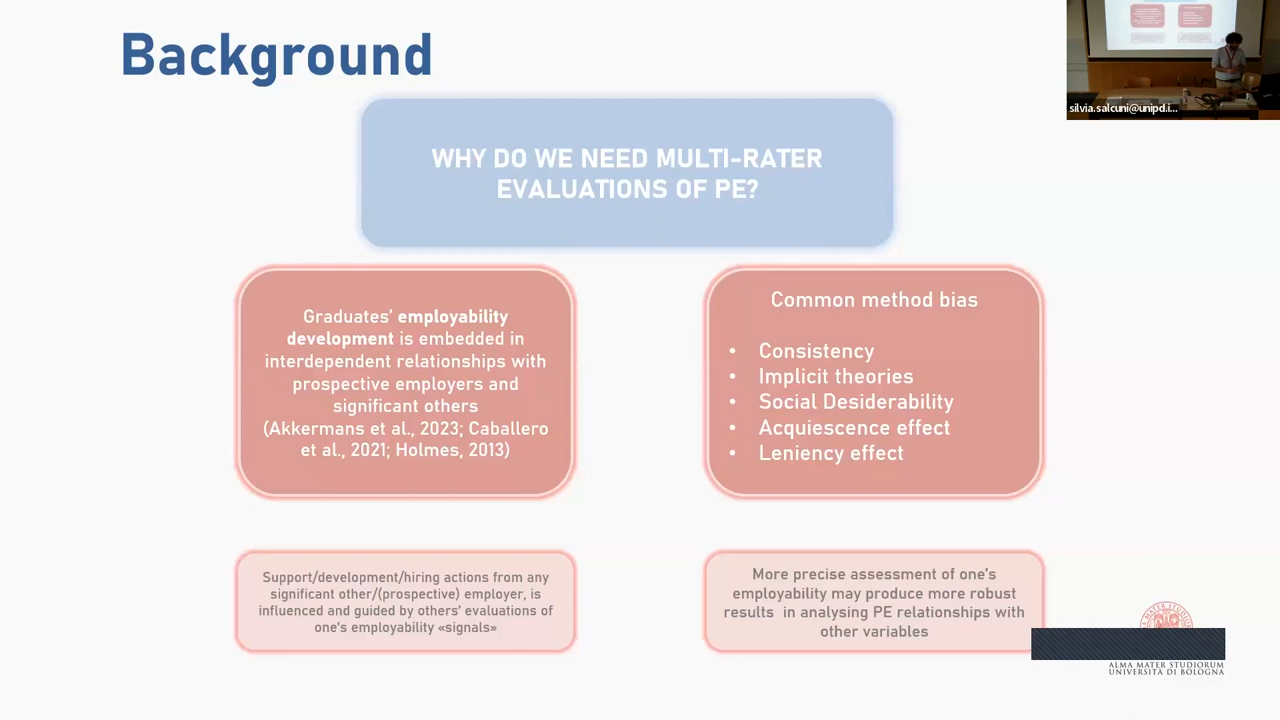 Background
silvia.salcuni@unipd.i...
WHY DO WE NEED MULTI-RATER
EVALUATIONS OF PE?
Graduates' employability
development is embedded in
interdependent relationships with
prospective employers and
significant others
(Akkermans et al., 2023; Caballero
et al., 2021; Holmes, 2013)
Common method bias
• Consistency
• Implicit theories
• Social Desiderability
• Acquiescence effect
• Leniency effect
Support/development/hiring actions from any
significant other/(prospective) employer, is
influenced and guided by others' evaluations of
one's employability «signals»
More precise assessment of one's
employability may produce more robust
results in analysing PE relationships with
other variables
ALMA MATER STUDIORUM
UNIVERSITÀ DI BOLOGNA